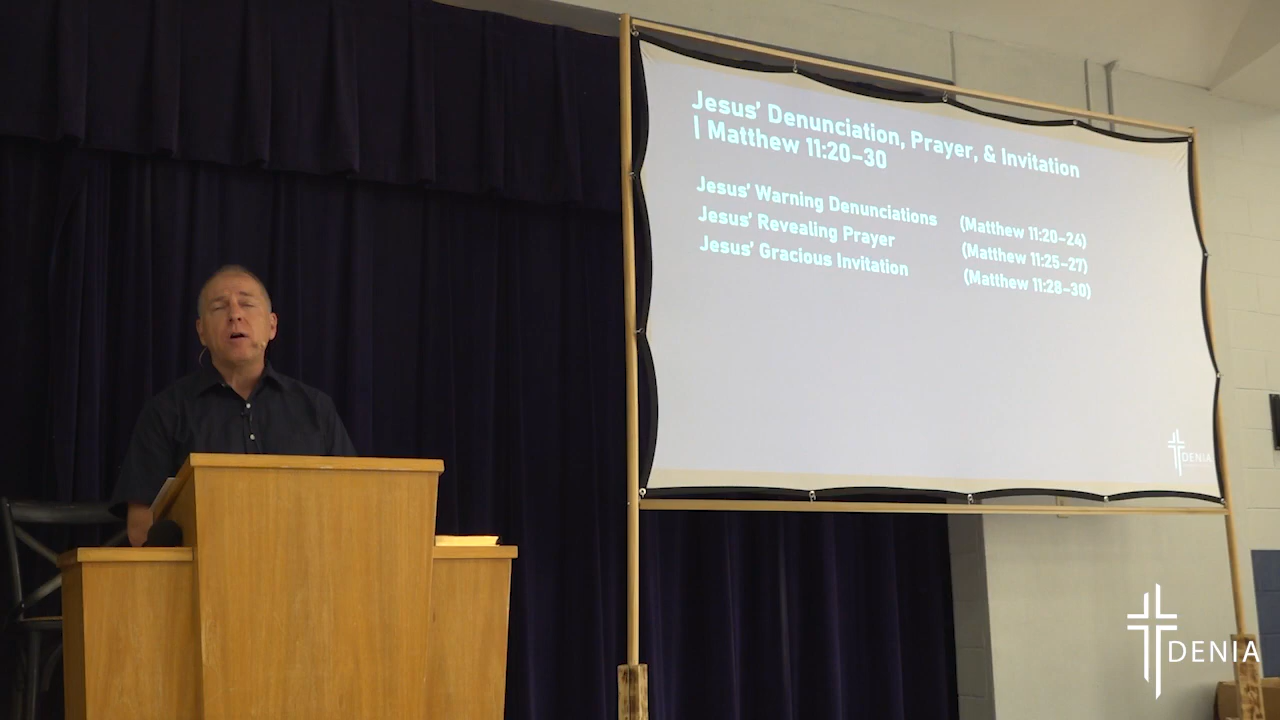 Jesus’ Denunciation, Prayer, & Invitation
| Matthew 11:20–30
Jesus’ Warning Denunciations (Matthew 11:20–24)
Jesus’ Revealing Prayer (Matthew 11:25–27)
Jesus’ Gracious Invitation (Matthew 11:28–30)
DENIA
DENIA